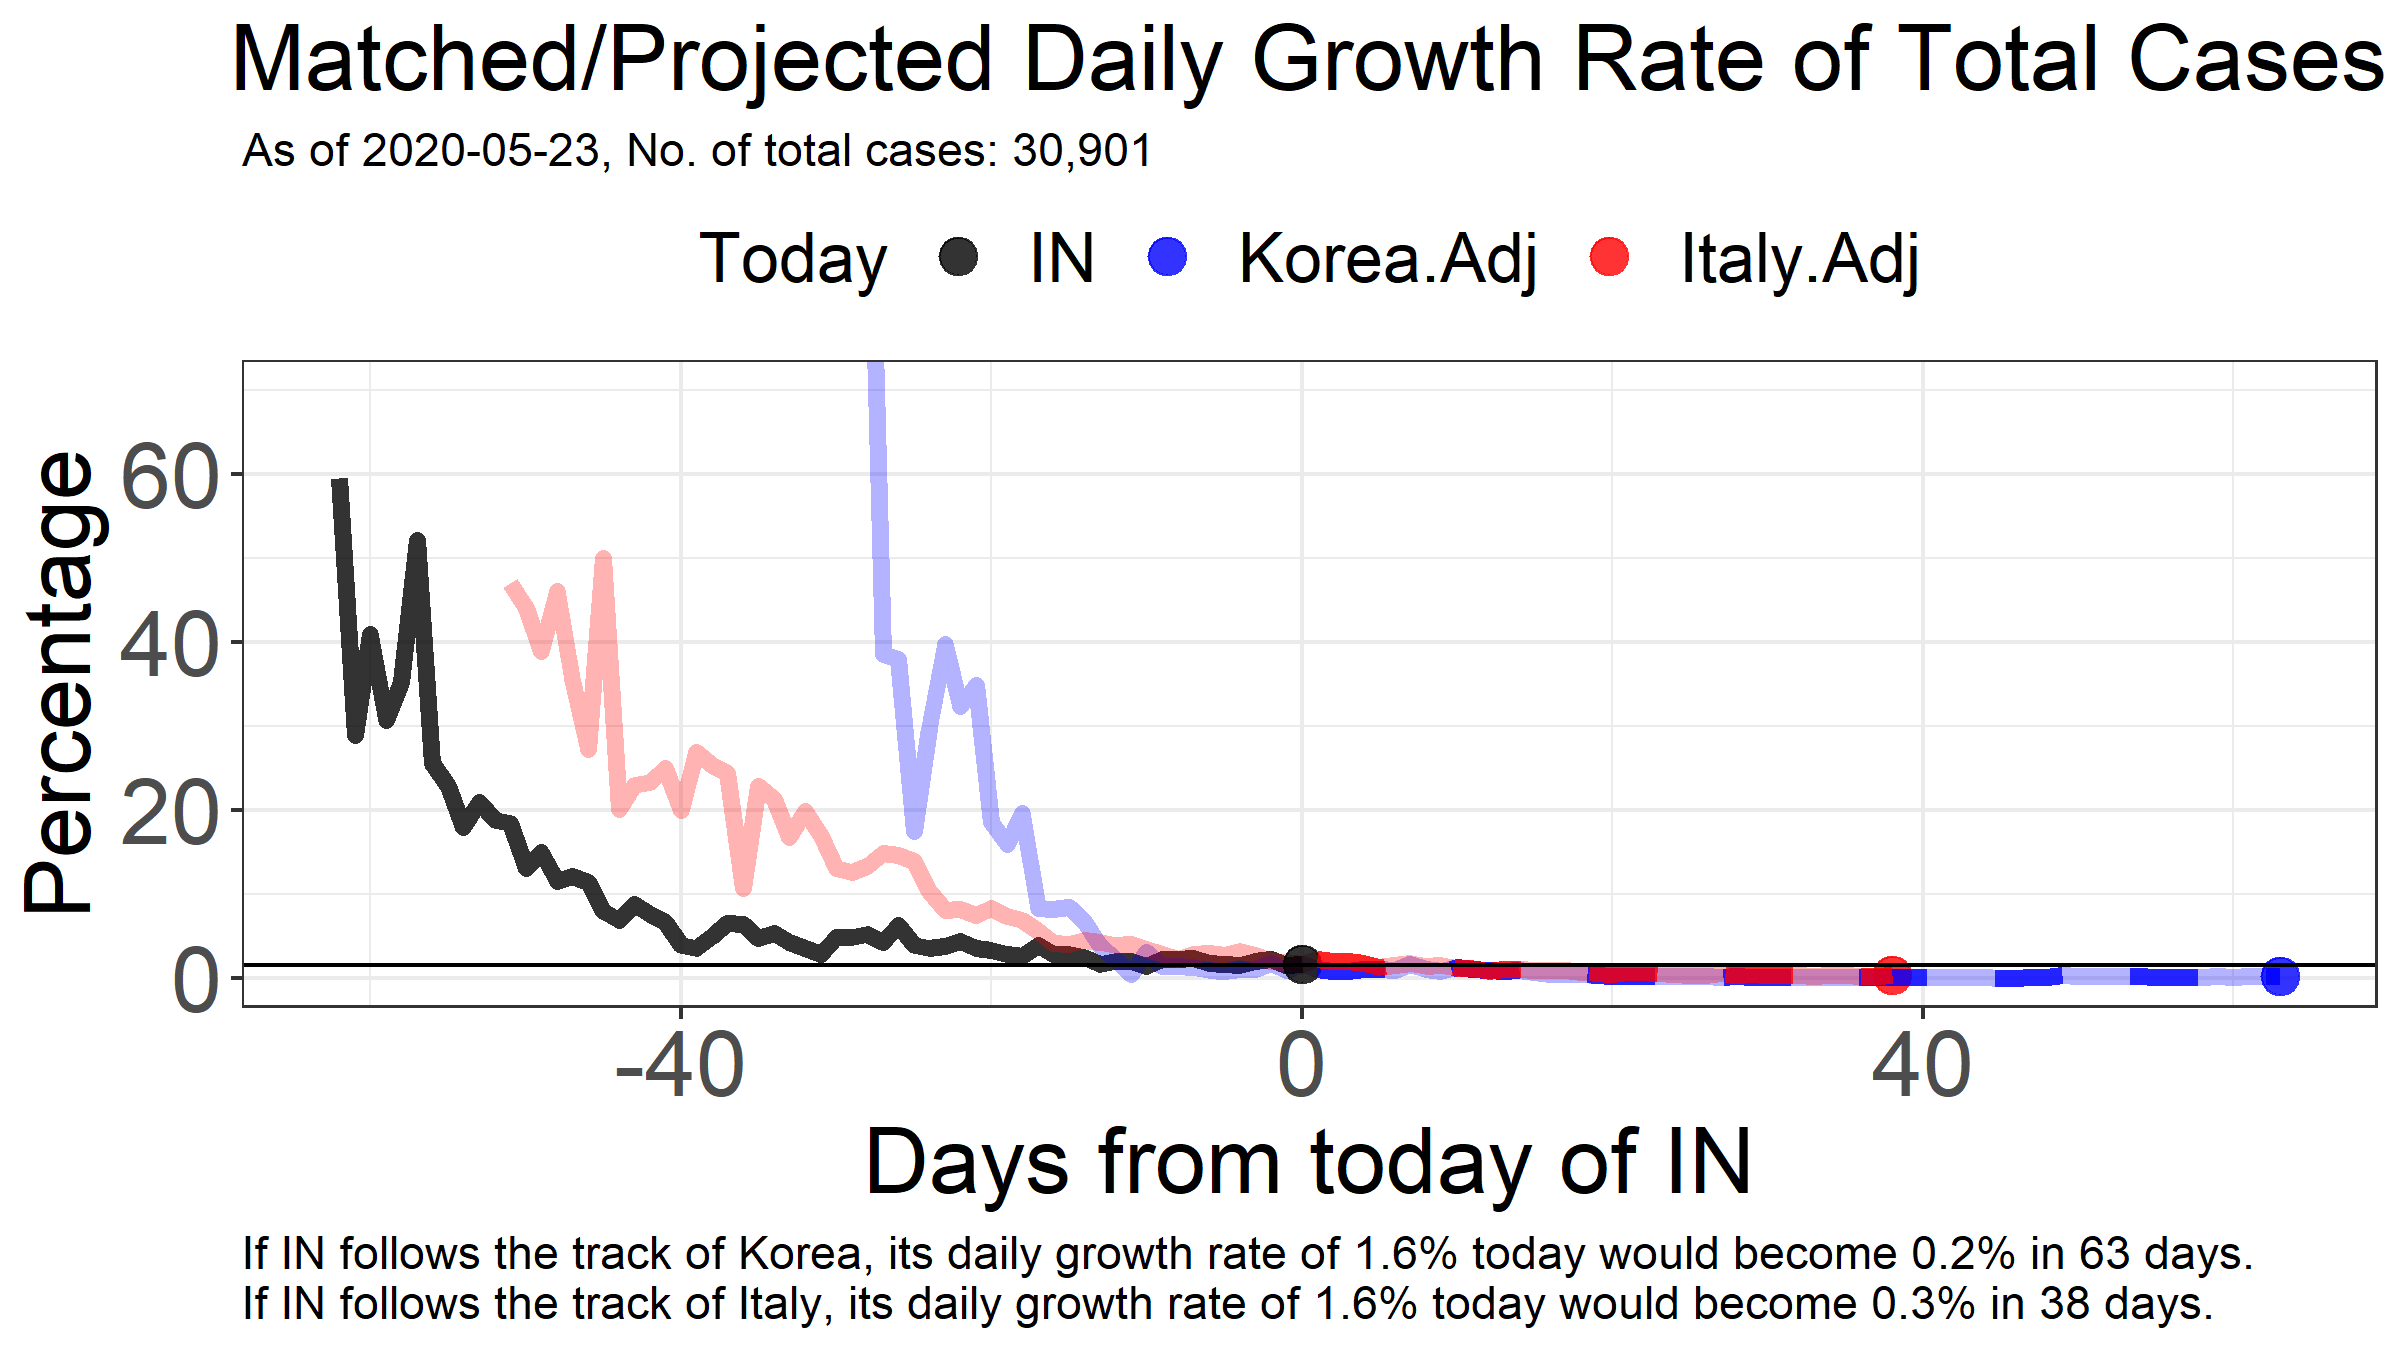 Matched/Projected Daily Growth Rate of Total Cases
As of 2020-05-23, No. of total cases: 30,901
Today IN Korea.Adj Italy.Adj
Percentage
60
40
20
0
-40 0 40
Days from today of IN
If IN follows the track of Korea, its daily growth rate of 1.6% today would become 0.2% in 63 days.
If IN follows the track of Italy, its daily growth rate of 1.6% today would become 0.3% in 38 days.